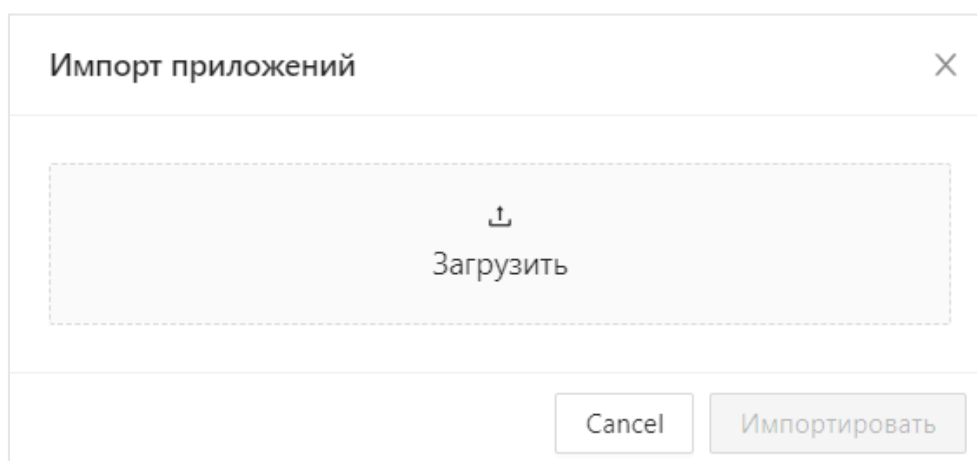 Импорт приложений
Загрузить
Cancel Импортировать